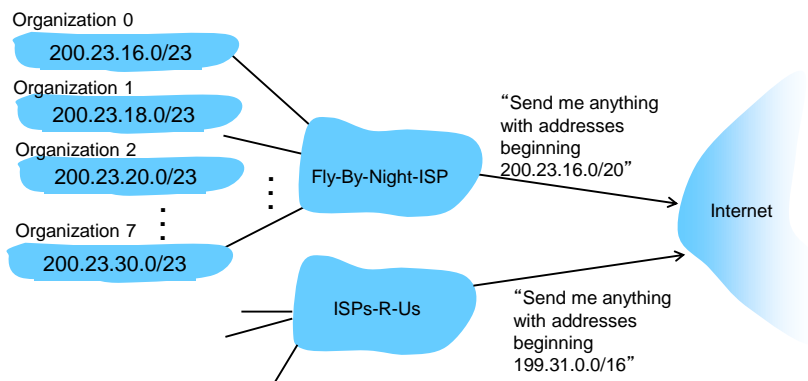 Organization 0
200.23.16.0/23
Organization 1
200.23.18.0/23
Organization 2
200.23.20.0/23
Organization 7
200.23.30.0/23
Fly-By-Night-ISP
“Send me anything
with addresses
beginning
200.23.16.0/20”
Internet
ISPs-R-Us
“Send me anything
with addresses
beginning
199.31.0.0/16”